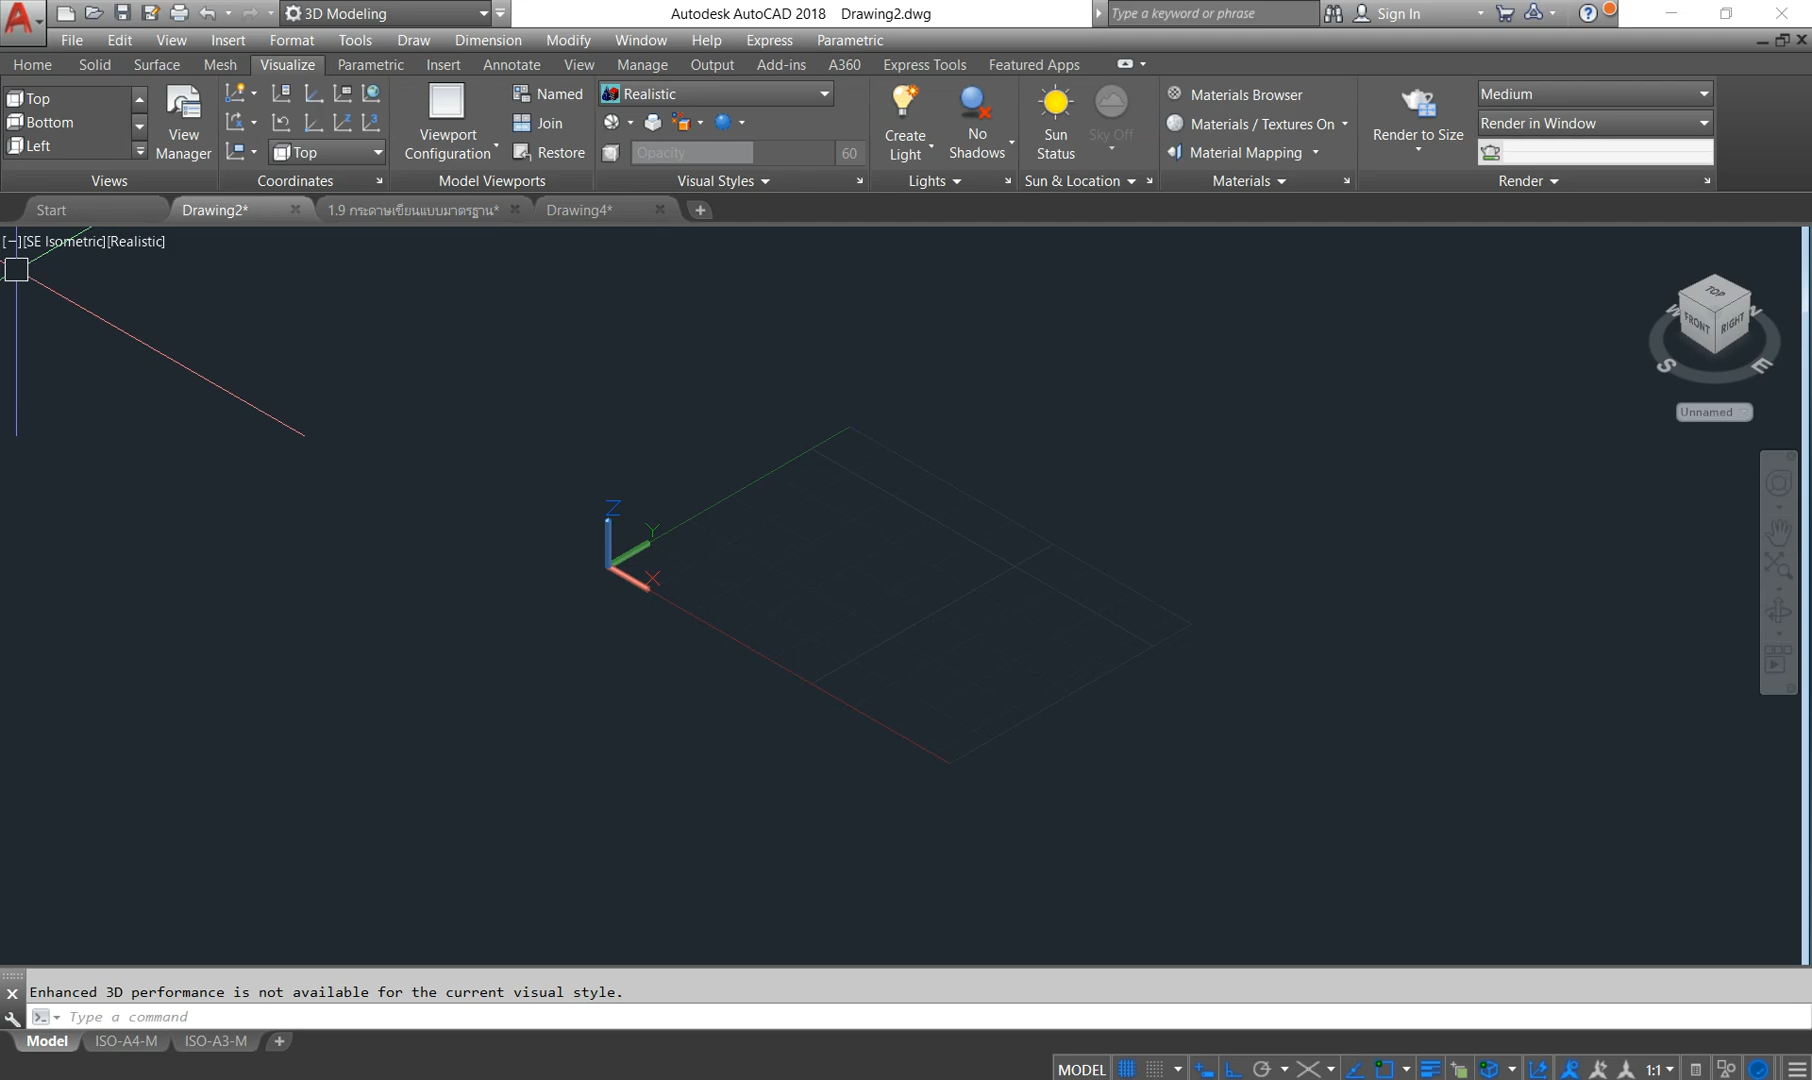 3D Modeling
Autodesk AutoCAD 2018 Drawing2.dwg
Type a keyword or phrase
Sign In
File Edit View Insert Format Tools Draw Dimension Modify Window Help Express Parametric
Home Solid Surface Mesh Visualize Parametric Insert Annotate View Manage Output Add-ins A360 Express Tools Featured Apps
Top
Bottom
Left
View
Manager
Views
Top
Coordinates
Viewport
Configuration
Named
Join
Restore
Model Viewports
Realistic
Opacity 60
Visual Styles
Create
Light
No
Shadows
Lights
Sun
Status
Sky Off
Sun & Location
Materials Browser
Materials / Textures On
Material Mapping
Materials
Render to Size
Medium
Render in Window
Render
Start Drawing2* 1.9 กระดาษเขียนแบบมาตรฐาน* Drawing4*
[−][SE Isometric][Realistic]
TOP
FRONT RIGHT
W N
S E
Unnamed
Z
Y
X
Enhanced 3D performance is not available for the current visual style.
Type a command
Model ISO-A4-M ISO-A3-M
MODEL 1:1